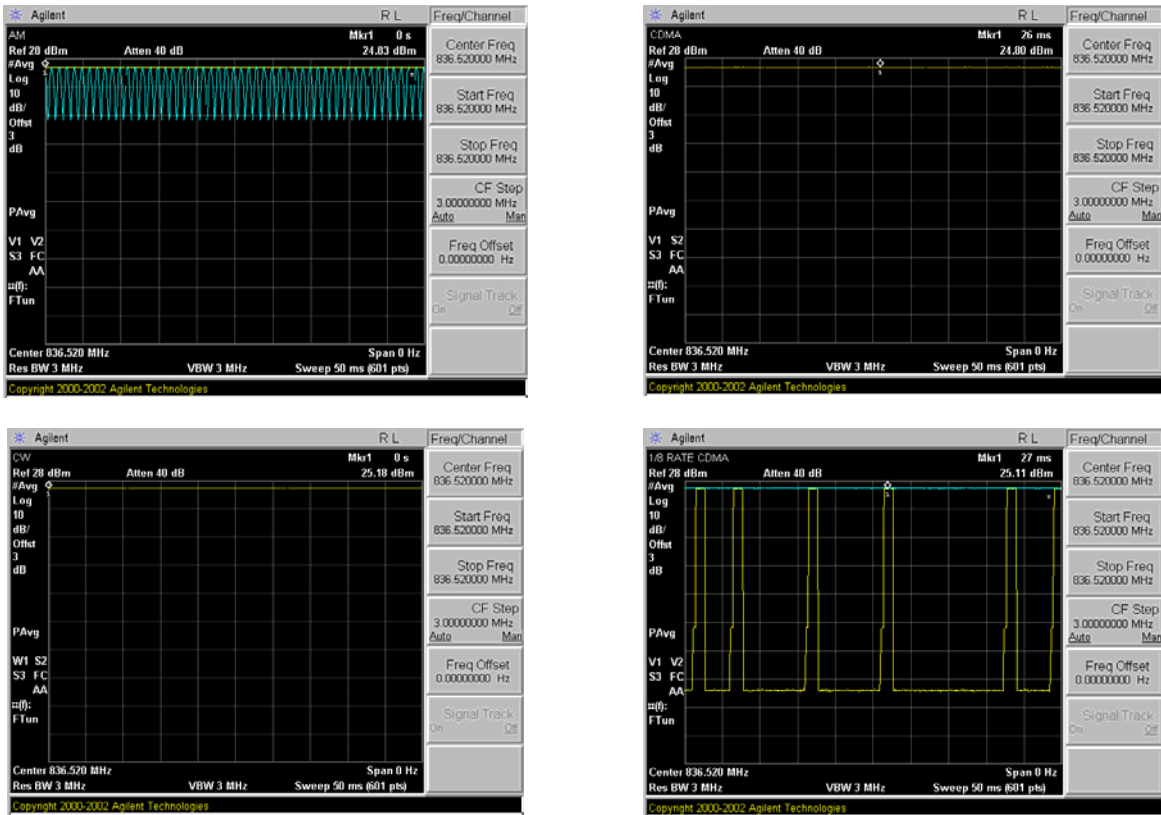 Agilent R L Freq/Channel
AM
Mkr1 0 s
Ref 28 dBm Atten 40 dB 24.83 dBm
#Avg
Log
10
dB/
Offst
3
dB
PAvg
V1 V2
S3 FC
AA
¤(f):
FTun
1
Center 836.520 MHz Span 0 Hz
Res BW 3 MHz VBW 3 MHz Sweep 50 ms (601 pts)
Copyright 2000-2002 Agilent Technologies
Center Freq
836.520000 MHz
Start Freq
836.520000 MHz
Stop Freq
836.520000 MHz
CF Step
3.00000000 MHz
Auto Man
Freq Offset
0.00000000 Hz
Signal Track
On Off
Agilent R L Freq/Channel
CDMA
Mkr1 26 ms
Ref 28 dBm Atten 40 dB 24.80 dBm
#Avg
Log
10
dB/
Offst
3
dB
PAvg
V1 S2
S3 FC
AA
¤(f):
FTun
1
Center 836.520 MHz Span 0 Hz
Res BW 3 MHz VBW 3 MHz Sweep 50 ms (601 pts)
Copyright 2000-2002 Agilent Technologies
Center Freq
836.520000 MHz
Start Freq
836.520000 MHz
Stop Freq
836.520000 MHz
CF Step
3.00000000 MHz
Auto Man
Freq Offset
0.00000000 Hz
Signal Track
On Off
Agilent R L Freq/Channel
CW
Mkr1 0 s
Ref 28 dBm Atten 40 dB 25.18 dBm
#Avg
Log
10
dB/
Offst
3
dB
PAvg
W1 S2
S3 FC
AA
¤(f):
FTun
1
Center 836.520 MHz Span 0 Hz
Res BW 3 MHz VBW 3 MHz Sweep 50 ms (601 pts)
Copyright 2000-2002 Agilent Technologies
Center Freq
836.520000 MHz
Start Freq
836.520000 MHz
Stop Freq
836.520000 MHz
CF Step
3.00000000 MHz
Auto Man
Freq Offset
0.00000000 Hz
Signal Track
On Off
Agilent R L Freq/Channel
1/8 RATE CDMA
Mkr1 27 ms
Ref 28 dBm Atten 40 dB 25.11 dBm
#Avg
Log
10
dB/
Offst
3
dB
PAvg
V1 V2
S3 FC
AA
¤(f):
FTun
1
Center 836.520 MHz Span 0 Hz
Res BW 3 MHz VBW 3 MHz Sweep 50 ms (601 pts)
Copyright 2000-2002 Agilent Technologies
Center Freq
836.520000 MHz
Start Freq
836.520000 MHz
Stop Freq
836.520000 MHz
CF Step
3.00000000 MHz
Auto Man
Freq Offset
0.00000000 Hz
Signal Track
On Off